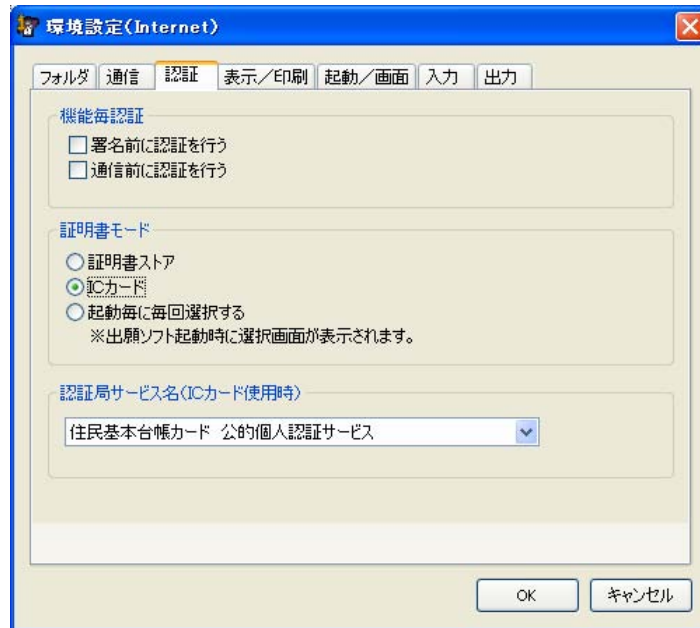 環境設定(Internet)
フォルダ 通信 認証 表示／印刷 起動／画面 入力 出力
機能毎認証
署名前に認証を行う
通信前に認証を行う
証明書モード
証明書ストア
ICカード
起動毎に毎回選択する
※出願ソフト起動時に選択画面が表示されます。
認証局サービス名(ICカード使用時)
住民基本台帳カード 公的個人認証サービス
OK キャンセル